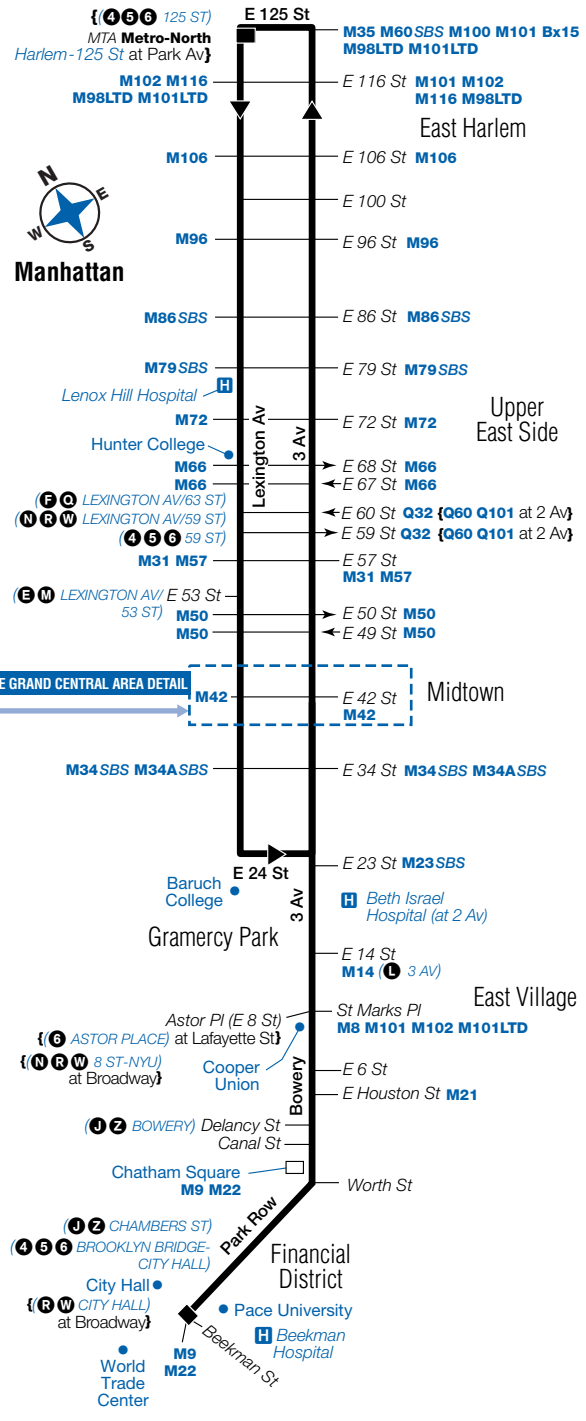 {(4 5 6 125 ST)
MTA Metro-North
Harlem-125 St at Park Av}
E 125 St
M35 M60SBS M100 M101 Bx15
M98LTD M101LTD
M102 M116
M98LTD M101LTD
E 116 St M101 M102
M116 M98LTD
East Harlem
M106
E 106 St M106
N
E
W
S
Manhattan
E 100 St
M96
E 96 St M96
M86SBS
E 86 St M86SBS
M79SBS
E 79 St M79SBS
H
Lenox Hill Hospital
M72
E 72 St M72
Upper
East Side
Lexington Av
3 Av
Hunter College
M66
E 68 St M66
M66
E 67 St M66
(F Q LEXINGTON AV/63 ST)
(N R W LEXINGTON AV/59 ST)
E 60 St Q32 {Q60 Q101 at 2 Av}
(4 5 6 59 ST)
E 59 St Q32 {Q60 Q101 at 2 Av}
M31 M57
E 57 St
M31 M57
(E M LEXINGTON AV/
53 ST)
E 53 St
M50
E 50 St M50
M50
E 49 St M50
E GRAND CENTRAL AREA DETAIL
M42
E 42 St
M42
Midtown
M34SBS M34ASBS
E 34 St M34SBS M34ASBS
E 24 St
E 23 St M23SBS
Baruch
College
3 Av
H Beth Israel
Hospital (at 2 Av)
Gramercy Park
E 14 St
M14 (L 3 AV)
East Village
Astor Pl (E 8 St)
St Marks Pl
M8 M101 M102 M101LTD
{(6 ASTOR PLACE) at Lafayette St}
{(N R W 8 ST-NYU)
at Broadway}
Cooper
Union
Bowery
E 6 St
E Houston St M21
(J Z BOWERY) Delancy St
Canal St
Chatham Square
M9 M22
Worth St
Park Row
(J Z CHAMBERS ST)
(4 5 6 BROOKLYN BRIDGE-
CITY HALL)
Financial
District
City Hall
{(R W CITY HALL)
at Broadway}
Pace University
H Beekman
Hospital
Beekman St
M9
M22
World
Trade
Center